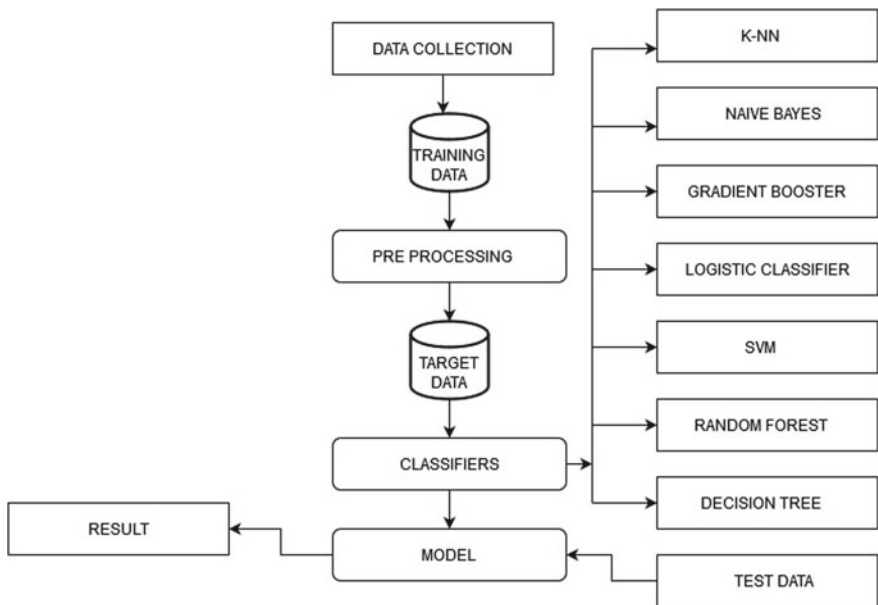 DATA COLLECTION
TRAINING
DATA
PRE PROCESSING
TARGET
DATA
CLASSIFIERS
MODEL
RESULT
K-NN
NAIVE BAYES
GRADIENT BOOSTER
LOGISTIC CLASSIFIER
SVM
RANDOM FOREST
DECISION TREE
TEST DATA